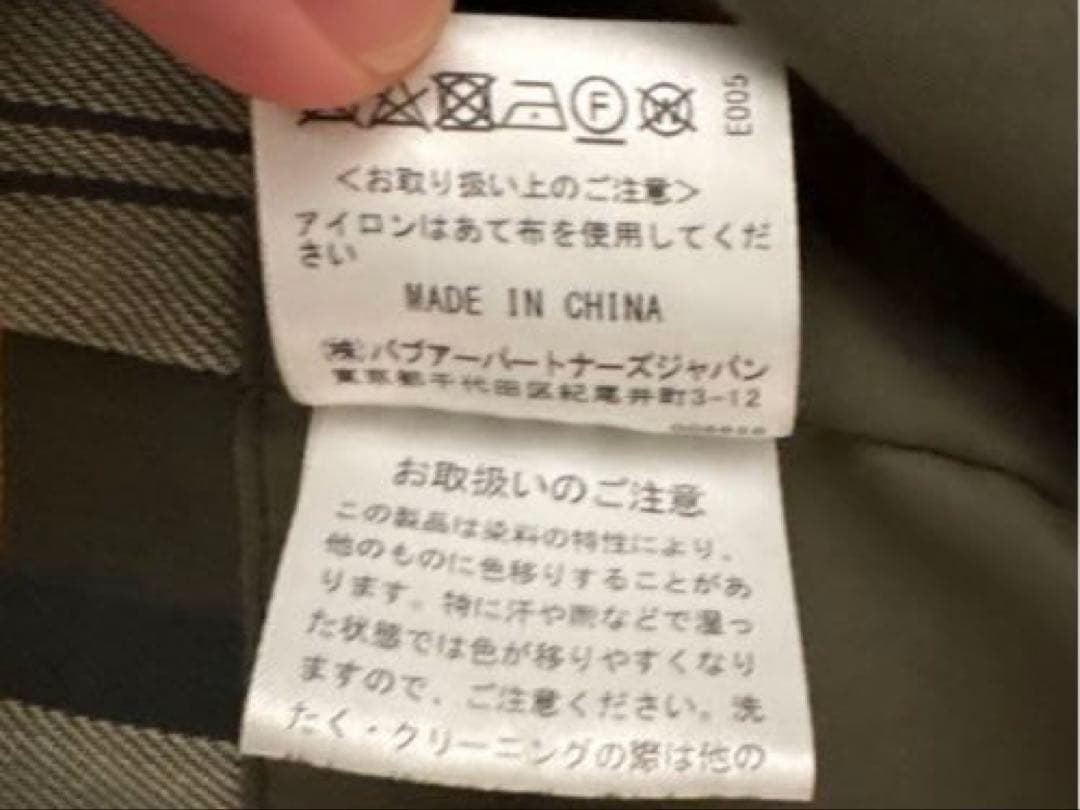 F W
E005
<お取り扱い上のご注意>
アイロンはあて布を使用してくだ
さい
MADE IN CHINA
(株)バブアーパートナーズジャパン
東京都千代田区紀尾井町3-12
お取扱いのご注意
この製品は染料の特性により、
他のものに色移りすることがあ
ります。特に汗や雨などで湿っ
た状態では色が移りやすくなり
ますので、ご注意ください。洗
たく・クリーニングの際は他の